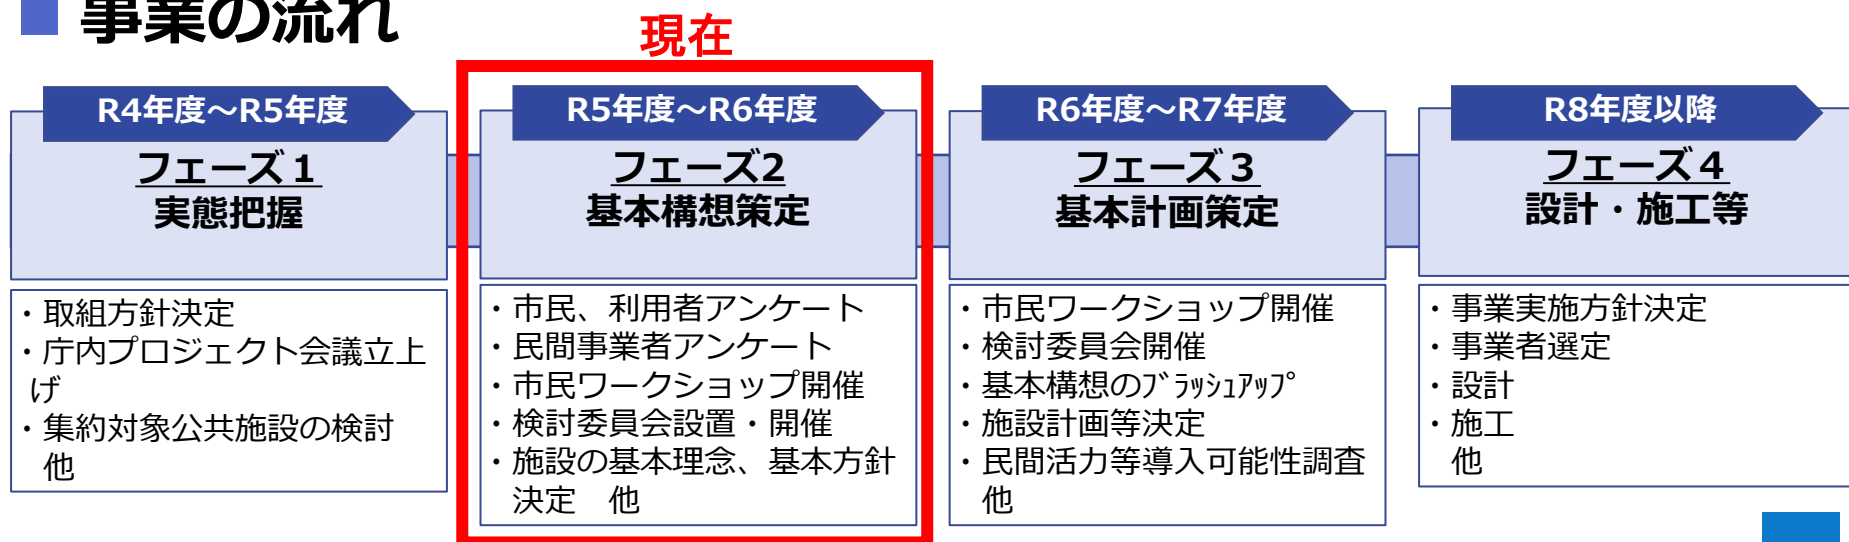 事業の流れ
現在
R4年度～R5年度
フェーズ１
実態把握
・取組方針決定
・庁内プロジェクト会議立上
げ
・集約対象公共施設の検討
他
R5年度～R6年度
フェーズ2
基本構想策定
・市民、利用者アンケート
・民間事業者アンケート
・市民ワークショップ開催
・検討委員会設置・開催
・施設の基本理念、基本方針
決定　他
R6年度～R7年度
フェーズ３
基本計画策定
・市民ワークショップ開催
・検討委員会開催
・基本構想のﾌﾞﾗｯｼｭｱｯﾌﾟ
・施設計画等決定
・民間活力等導入可能性調査
他
R8年度以降
フェーズ４
設計・施工等
・事業実施方針決定
・事業者選定
・設計
・施工
他